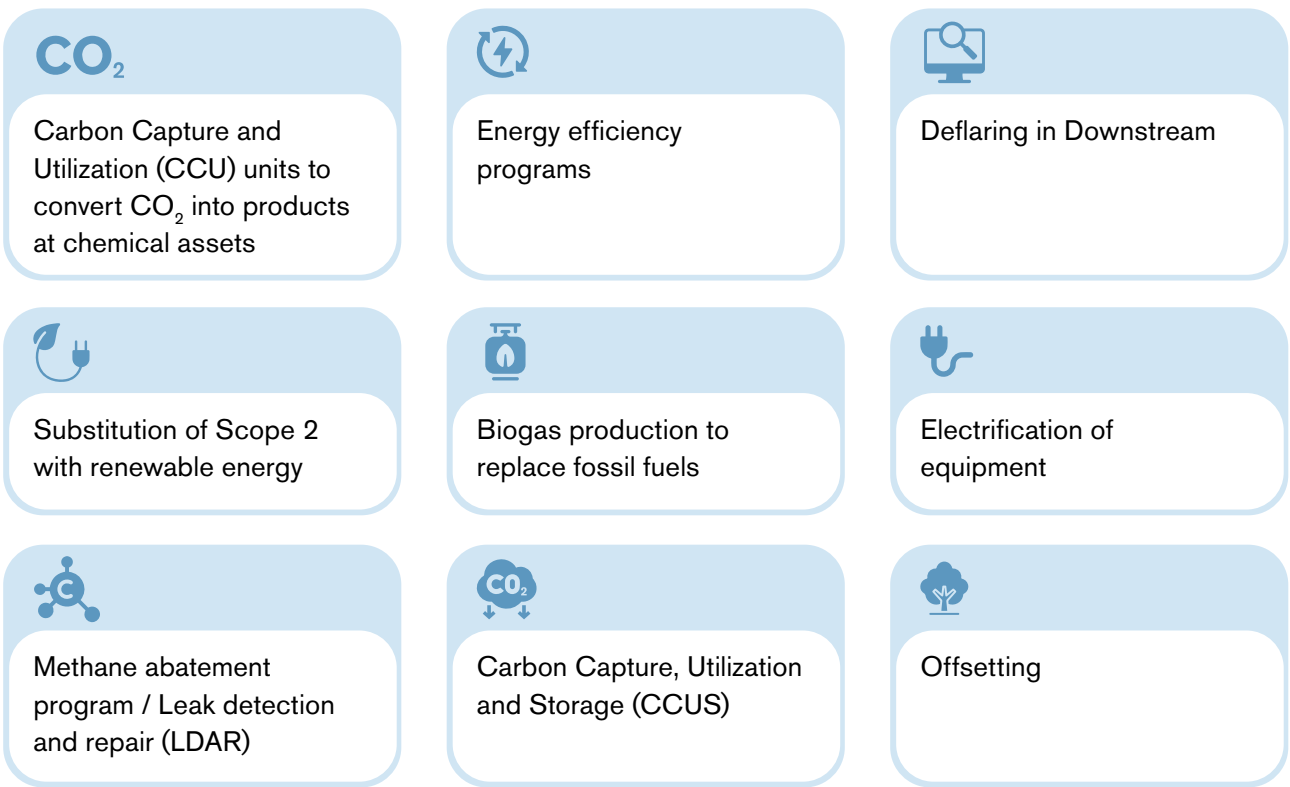 CO₂
Carbon Capture and
Utilization (CCU) units to
convert CO₂ into products
at chemical assets
Energy efficiency
programs
Deflaring in Downstream
Substitution of Scope 2
with renewable energy
Biogas production to
replace fossil fuels
Electrification of
equipment
C
Methane abatement
program / Leak detection
and repair (LDAR)
CO₂
Carbon Capture, Utilization
and Storage (CCUS)
Offsetting